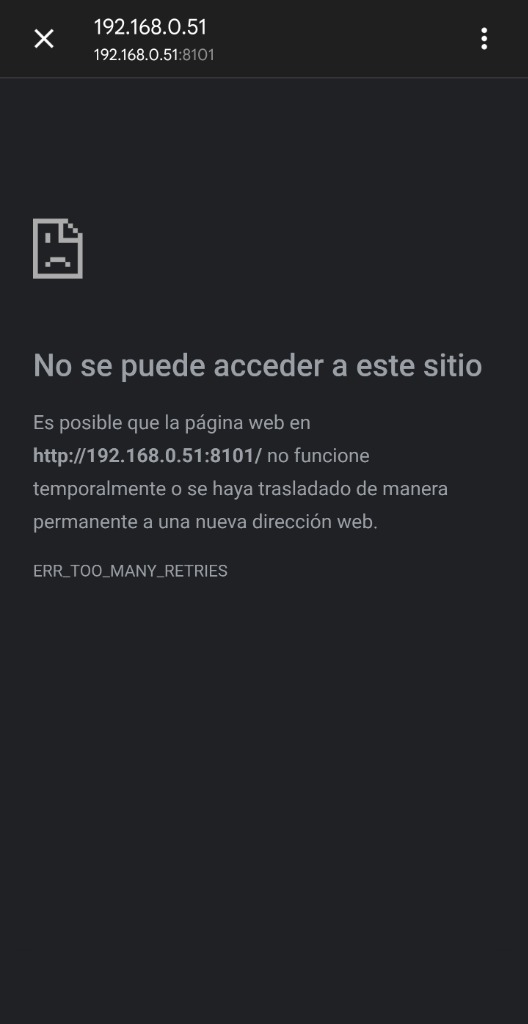 192.168.0.51
192.168.0.51:8101
No se puede acceder a este sitio
Es posible que la página web en
http://192.168.0.51:8101/ no funcione
temporalmente o se haya trasladado de manera
permanente a una nueva dirección web.
ERR_TOO_MANY_RETRIES